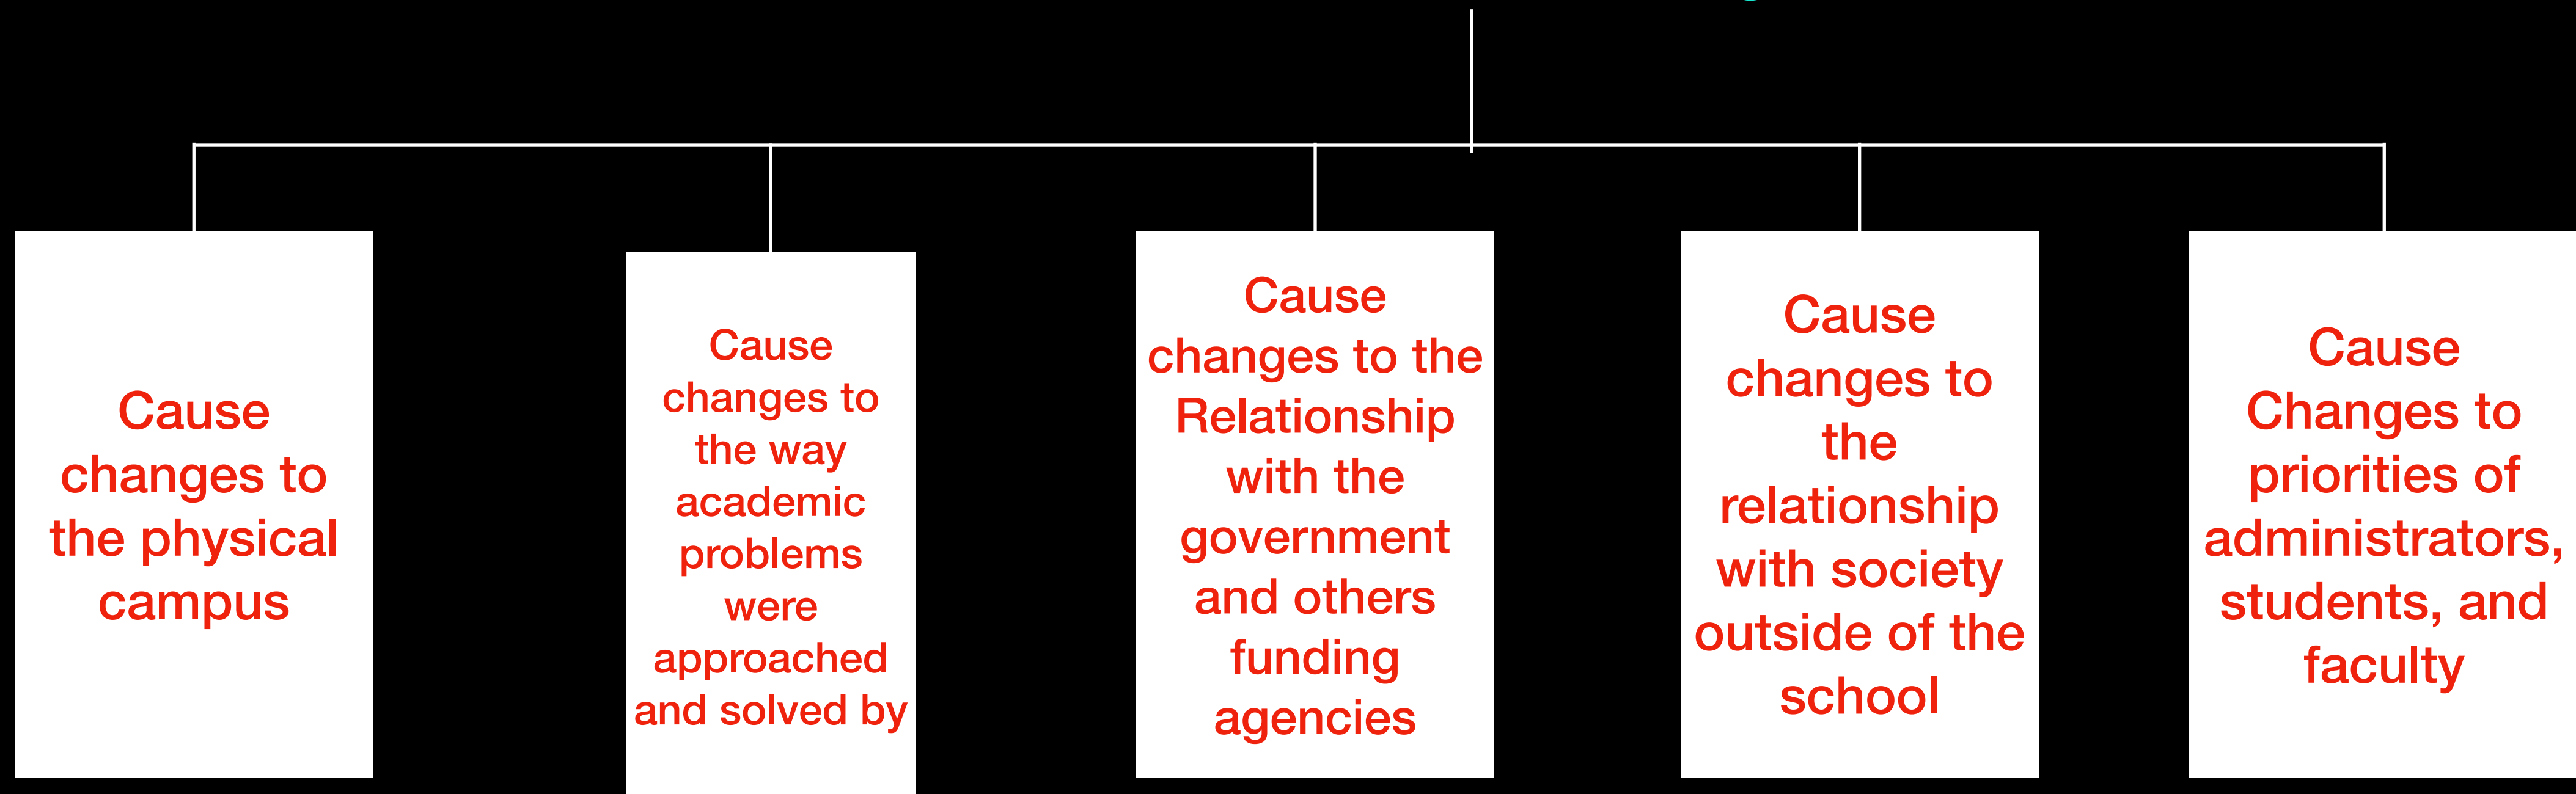 Cause
changes to
the physical
campus
Cause
changes to
the way
academic
problems
were
approached
and solved by
Cause
changes to the
Relationship
with the
government
and others
funding
agencies
Cause
changes to
the
relationship
with society
outside of the
school
Cause
Changes to
priorities of
administrators,
students, and
faculty